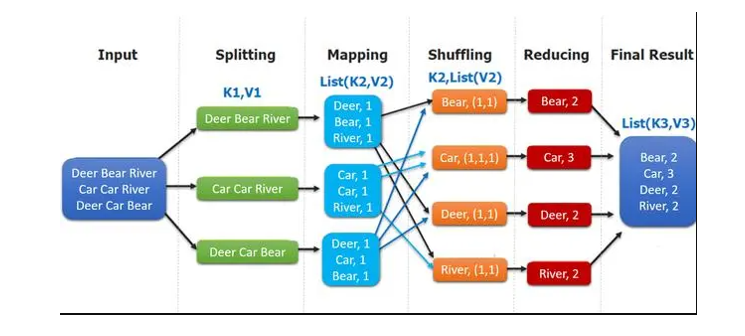 Input
Splitting
Mapping
Shuffling
Reducing
Final Result
K1,V1
List(K2,V2)
K2,List(V2)
List(K3,V3)
Deer Bear River
Car Car River
Deer Car Bear
Deer Bear River
Car Car River
Deer Car Bear
Deer, 1
Bear, 1
River, 1
Car, 1
Car, 1
River, 1
Deer, 1
Car, 1
Bear, 1
Bear, (1,1)
Car, (1,1,1)
Deer, (1,1)
River, (1,1)
Bear, 2
Car, 3
Deer, 2
River, 2
Bear, 2
Car, 3
Deer, 2
River, 2